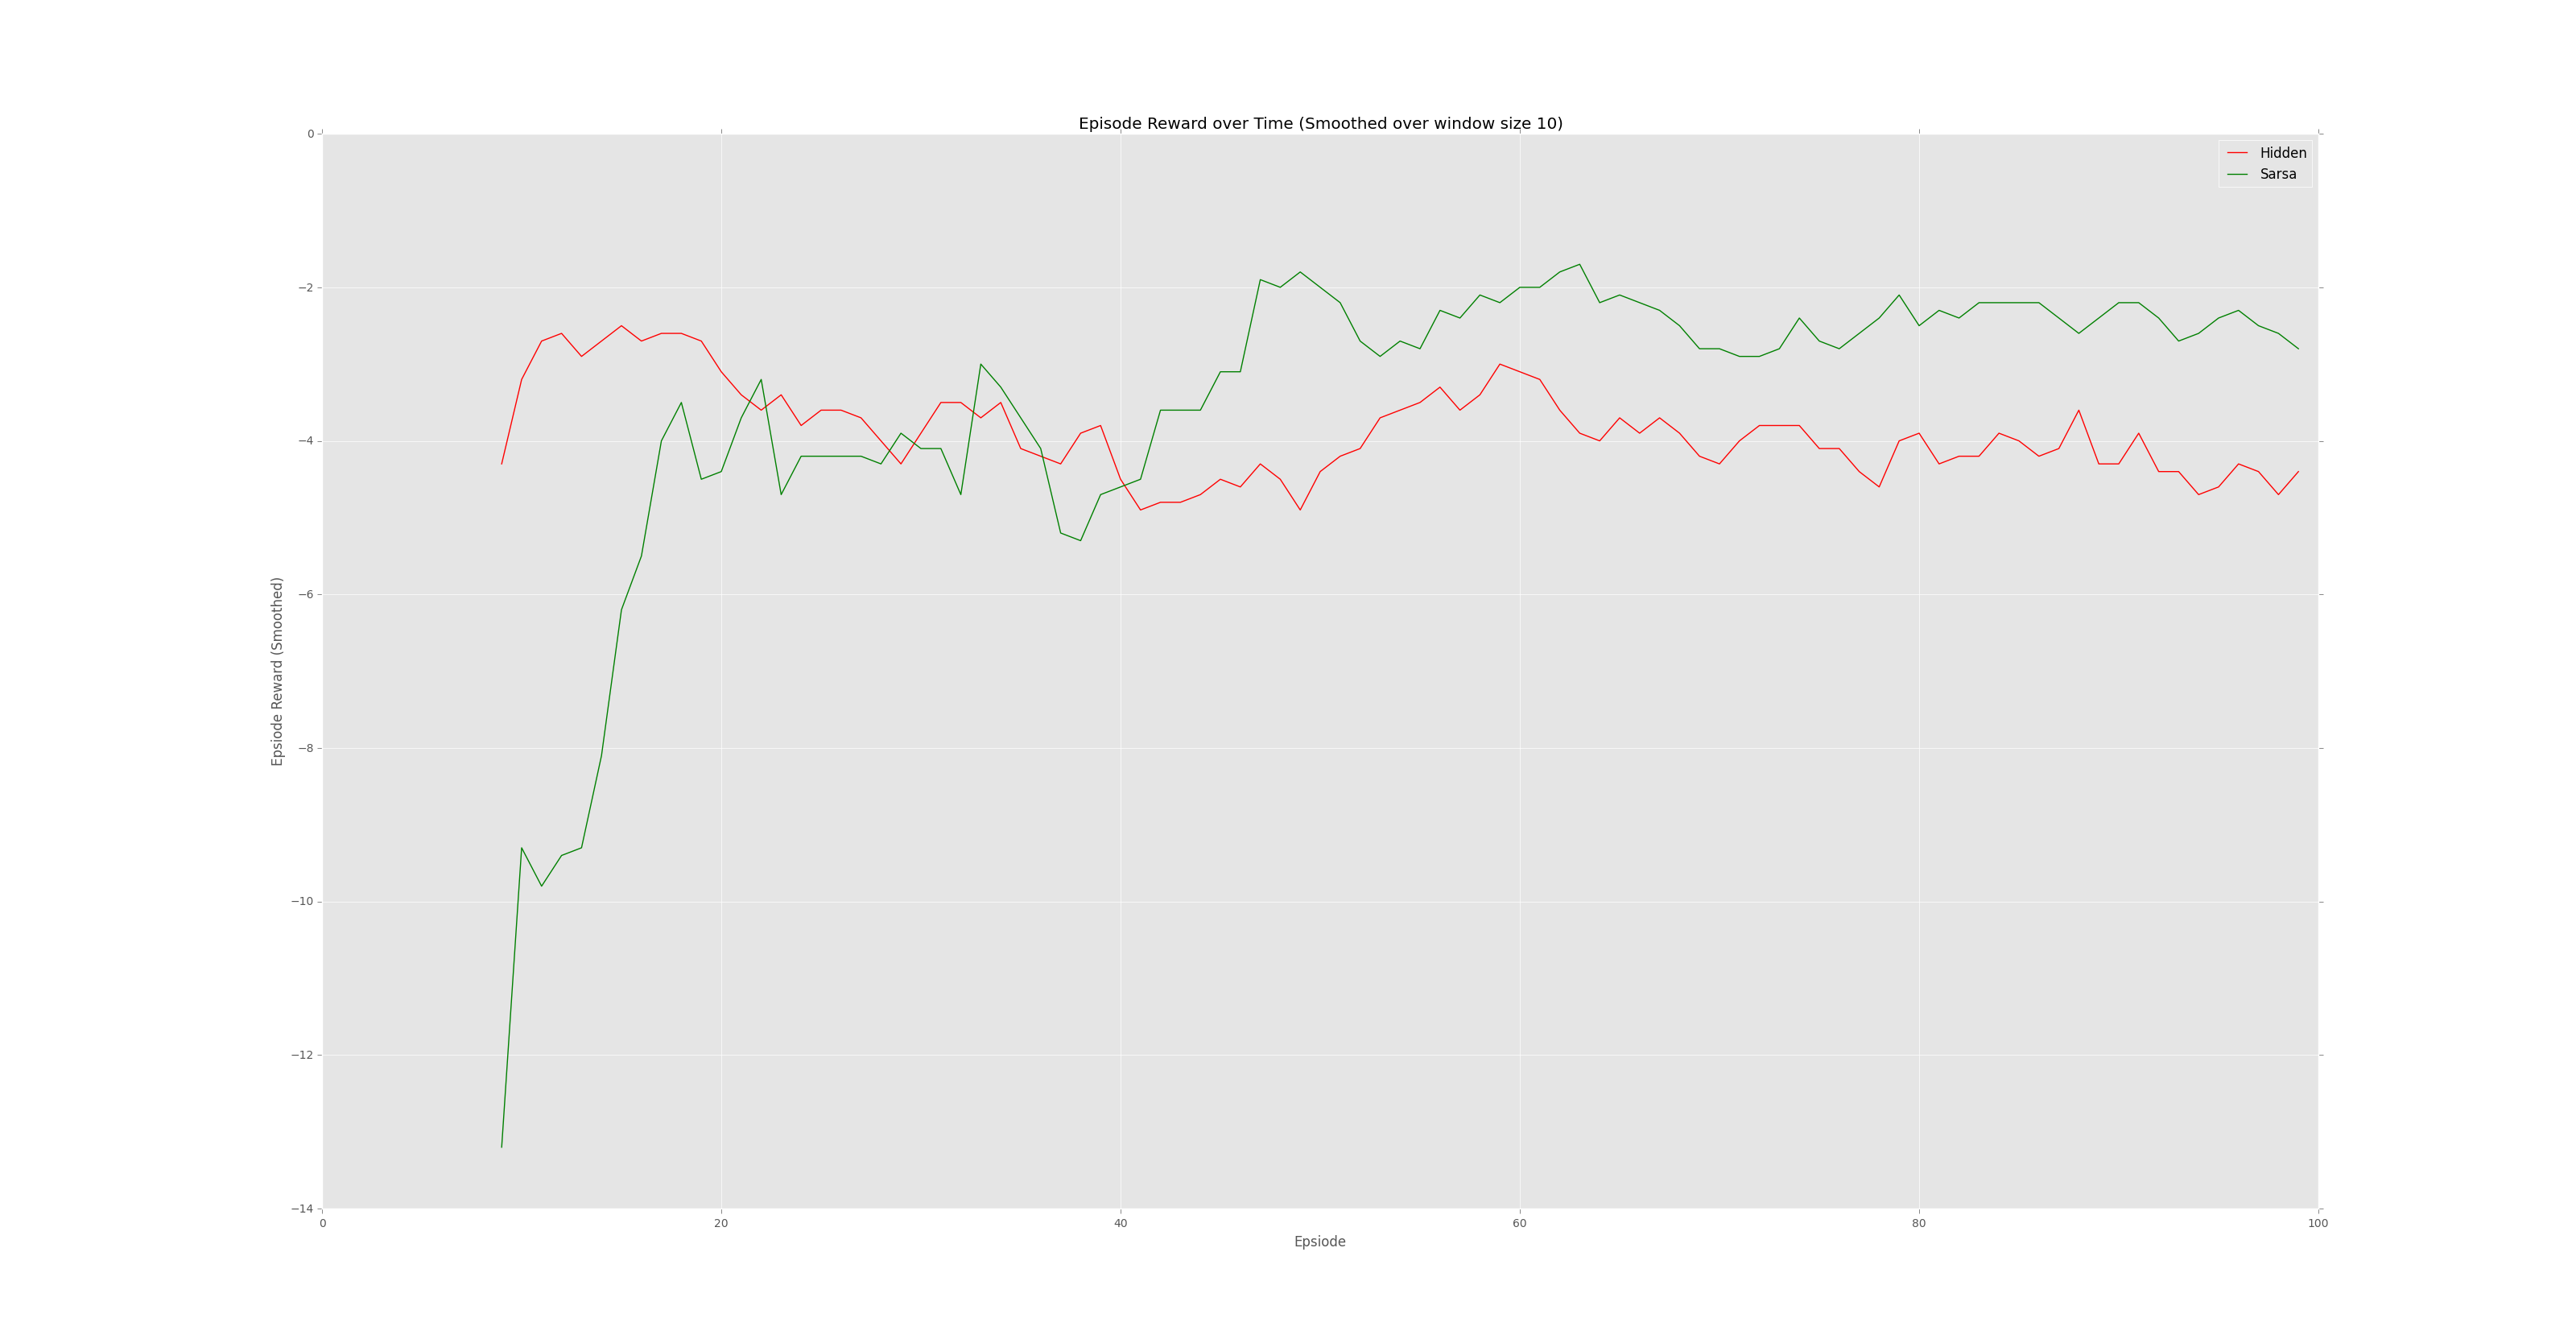 Episode Reward over Time (Smoothed over window size 10)
Hidden
Sarsa
0
−2
−4
−6
−8
−10
−12
−14
Epsiode Reward (Smoothed)
0
20
40
60
80
100
Epsiode